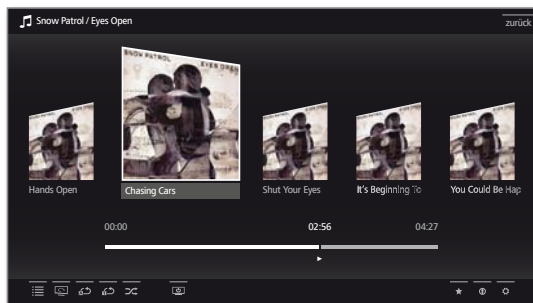 Snow Patrol / Eyes Open
zurück
SNOW PATROL EYES OPEN
Hands Open
Chasing Cars
Shut Your Eyes
It's Beginning To
You Could Be Hap
00:00
02:56
04:27